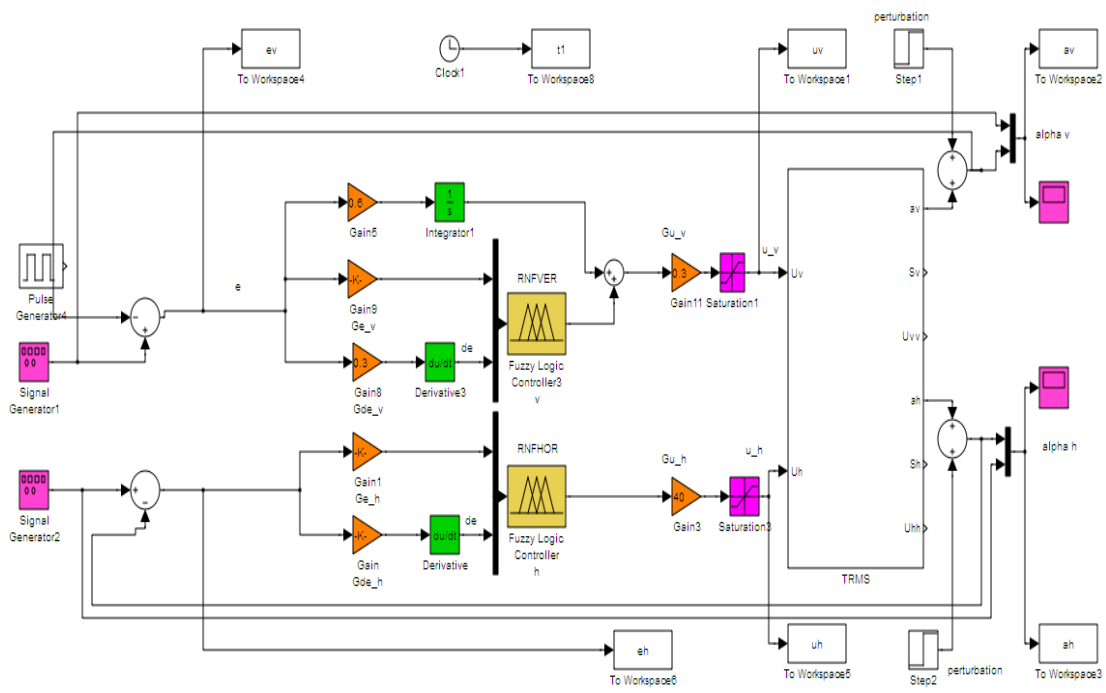 perturbation
ev
To Workspace4
Clock1
t1
To Workspace8
uv
To Workspace1
Step1
av
To Workspace2
alpha v
0.6
Gain5
1
s
Integrator1
Pulse
Generator4
e
-K-
Gain9
Ge_v
RNFVER
Fuzzy Logic
Controller3
v
Gu_v
0.3
Gain11
u_v
Saturation1
Uv
av
Sv
Uvv
ah
Sh
Uhh
Uh
TRMS
Signal
Generator1
0.3
Gain8
Gde_v
du/dt
Derivative3
de
-K-
Gain1
Ge_h
RNFHOR
Fuzzy Logic
Controller
h
Gu_h
40
Gain3
u_h
Saturation3
alpha h
Signal
Generator2
-K-
Gain
Gde_h
du/dt
Derivative
de
eh
To Workspace6
uh
To Workspace5
Step2
perturbation
ah
To Workspace3